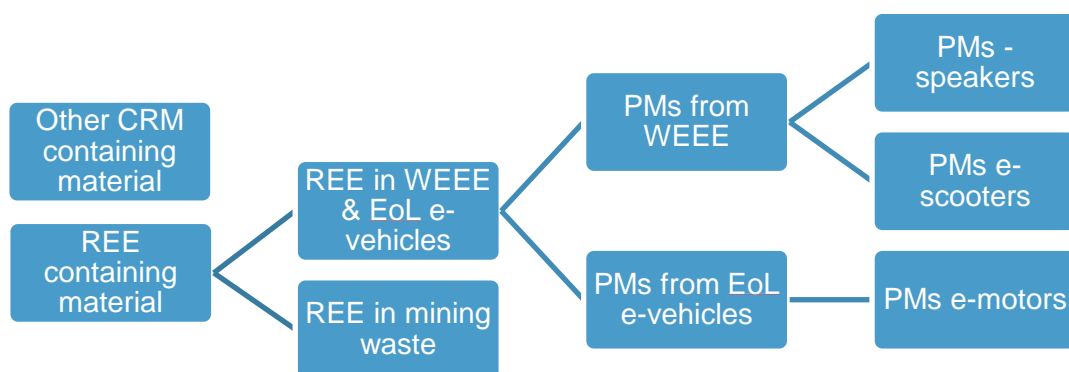 Other CRM
containing
material
REE
containing
material
REE in WEEE
& EoL e-
vehicles
REE in mining
waste
PMs from
WEEE
PMs from EoL
e-vehicles
PMs -
speakers
PMs e-
scooters
PMs e-motors